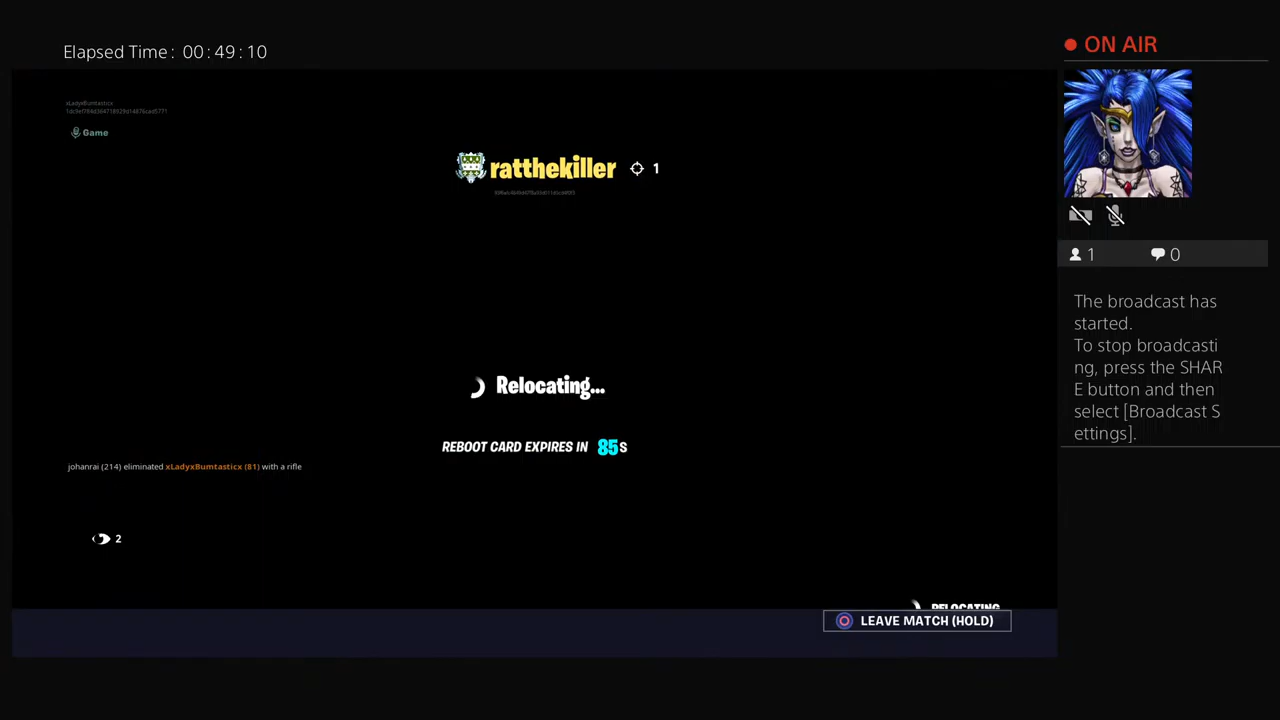 Elapsed Time: 00:49:10
ON AIR
xLadyxBumtasticx
Game
ratthekiller 1
1 0
The broadcast has
started.
To stop broadcasti
ng, press the SHAR
E button and then
select [Broadcast S
ettings].
Relocating...
REBOOT CARD EXPIRES IN 85S
johanrai (214) eliminated xLadyxBumtasticx (81) with a rifle
2
RELOCATING
LEAVE MATCH (HOLD)